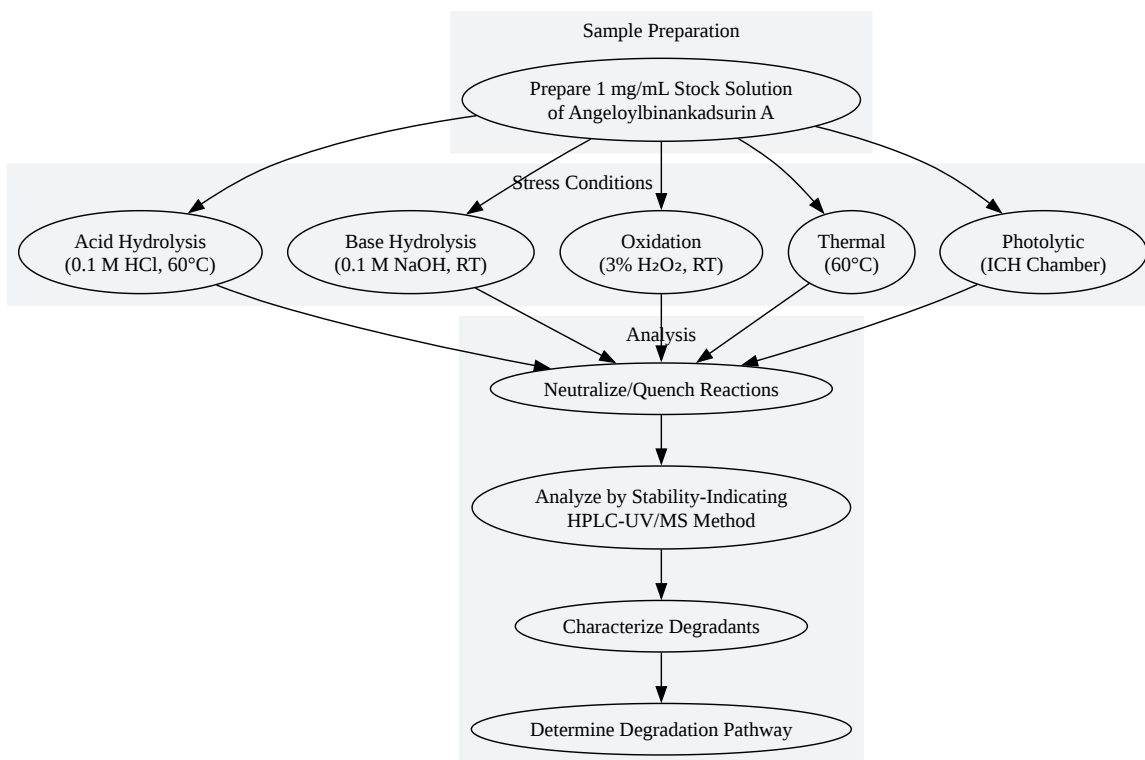 Sample Preparation
Prepare 1 mg/mL Stock Solution
of Angeloylbinankadsurin A
Stress Conditions
Acid Hydrolysis
(0.1 M HCl, 60°C)
Base Hydrolysis
(0.1 M NaOH, RT)
Oxidation
(3% H₂O₂, RT)
Thermal
(60°C)
Photolytic
(ICH Chamber)
Analysis
Neutralize/Quench Reactions
Analyze by Stability-Indicating
HPLC-UV/MS Method
Characterize Degradants
Determine Degradation Pathway